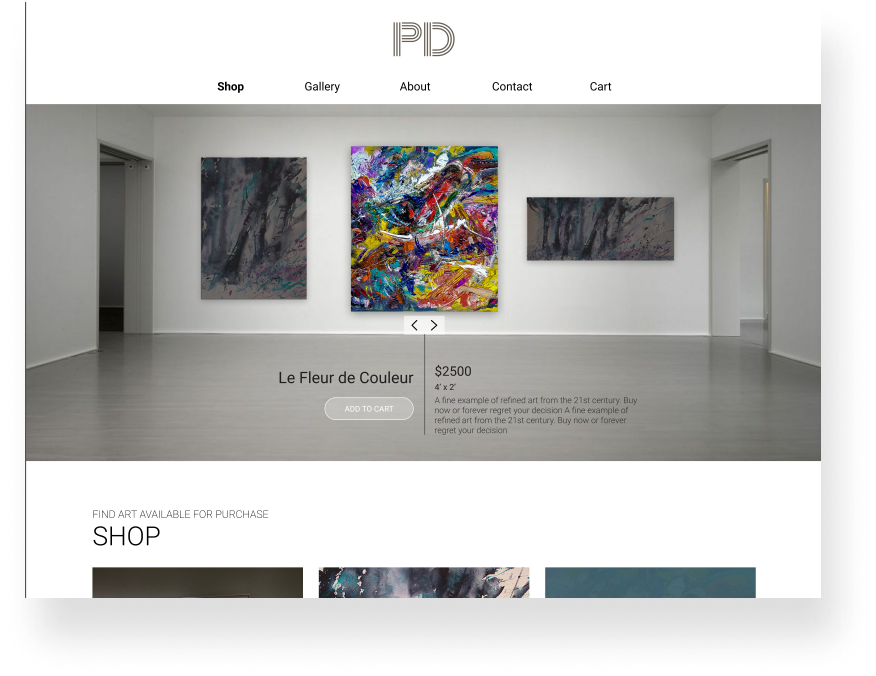 PD
Shop Gallery About Contact Cart
Le Fleur de Couleur
ADD TO CART
$2500
4' x 2'
A fine example of refined art from the 21st century. Buy
now or forever regret your decision A fine example of
refined art from the 21st century. Buy now or forever
regret your decision
FIND ART AVAILABLE FOR PURCHASE
SHOP